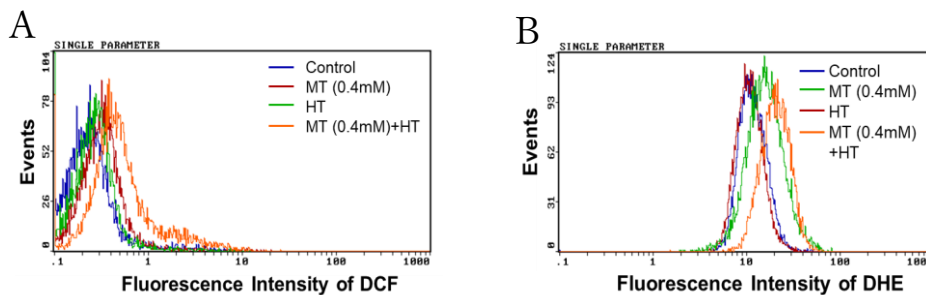 A
SINGLE PARAMETER
104
78
52
26
0
Events
Control
MT (0.4mM)
HT
MT (0.4mM)+HT
.1
1
10
100
1000
Fluorescence Intensity of DCF
B
SINGLE PARAMETER
124
93
62
31
0
Events
Control
MT (0.4mM)
HT
MT (0.4mM)
+HT
.1
1
10
100
1000
Fluorescence Intensity of DHE